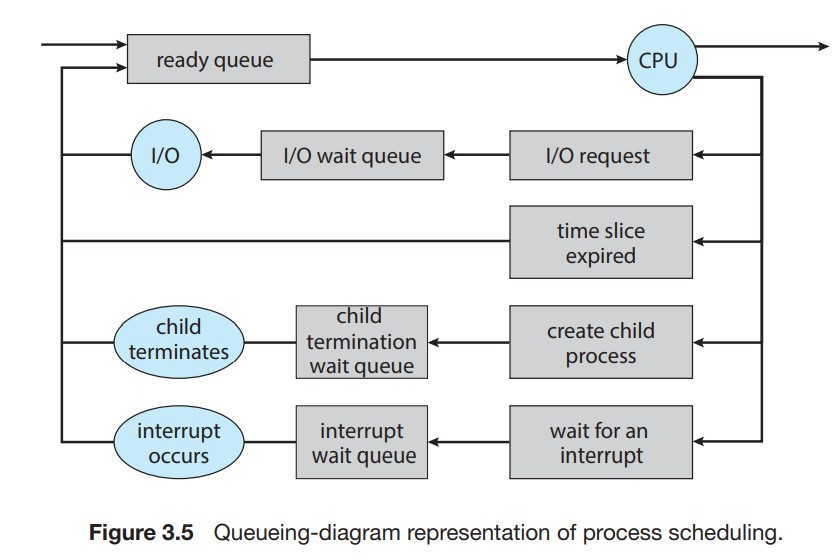 ready queue
CPU
I/O
I/O wait queue
I/O request
time slice
expired
child
terminates
child
termination
wait queue
create child
process
interrupt
occurs
interrupt
wait queue
wait for an
interrupt
Figure 3.5 Queueing-diagram representation of process scheduling.